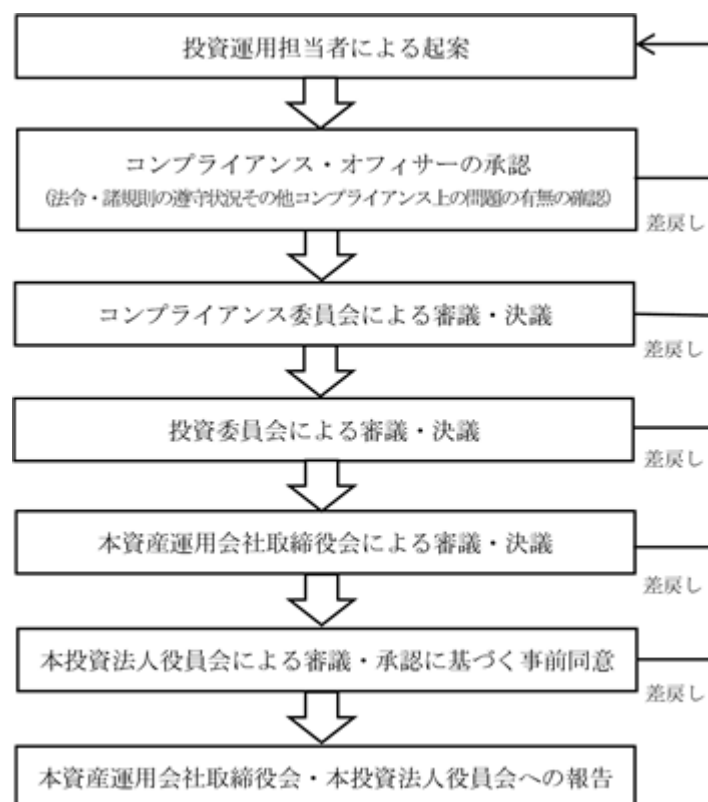 投資運用担当者による起案
コンプライアンス・オフィサーの承認
(法令・諸規則の遵守状況その他コンプライアンス上の問題の有無の確認)
差戻し
コンプライアンス委員会による審議・決議
差戻し
投資委員会による審議・決議
差戻し
本資産運用会社取締役会による審議・決議
差戻し
本投資法人役員会による審議・承認に基づく事前同意
差戻し
本資産運用会社取締役会・本投資法人役員会への報告